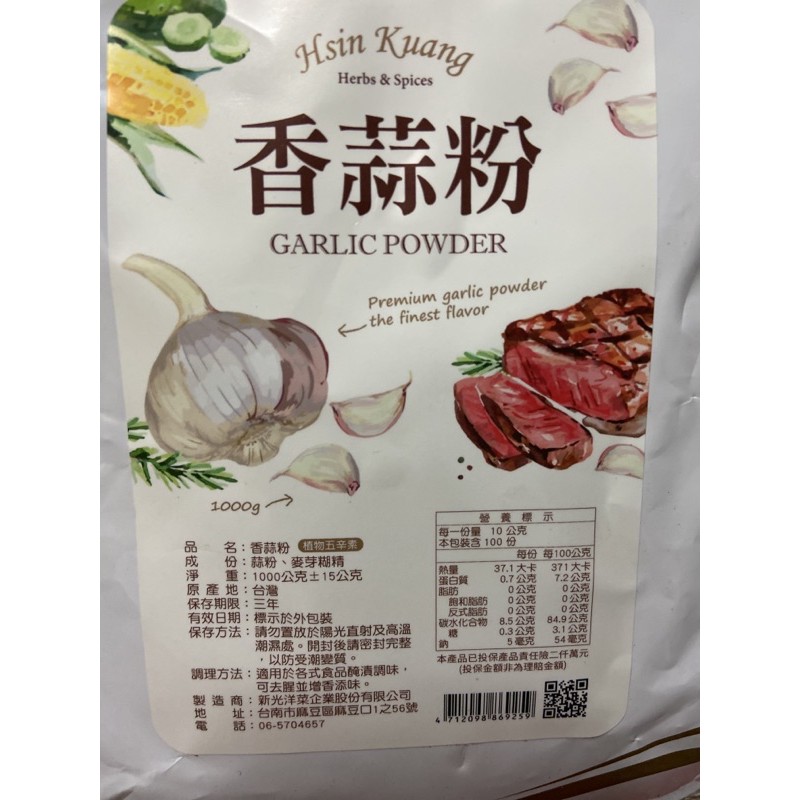 Hsin Kuang
Herbs & Spices
香蒜粉
GARLIC POWDER
Premium garlic powder
the finest flavor
1000g
品名：香蒜粉 植物五辛素
成份：蒜粉、麥芽糊精
淨重：1000公克±15公克
原產地：台灣
保存期限：三年
有效日期：標示於外包裝
保存方法：請勿置放於陽光直射及高溫
潮濕處。開封後請密封完整
，以防受潮變質。
調理方法：適用於各式食品醃漬調味，
可去腥並增香添味。
製造商：新光洋菜企業股份有限公司
地址：台南市麻豆區麻豆口1之56號
電話：06-5704657
營養標示
每一份量 10 公克
本包裝含 100 份
每份 每100公克
熱量 37.1 大卡 371 大卡
蛋白質 0.7 公克 7.2 公克
脂肪 0 公克 0 公克
飽和脂肪 0 公克 0 公克
反式脂肪 0 公克 0 公克
碳水化合物 8.5 公克 84.9 公克
糖 0.3 公克 3.1 公克
鈉 5 毫克 54 毫克
本產品已投保產品責任險二仟萬元
(投保金額非為理賠金額)
4 712098 869259